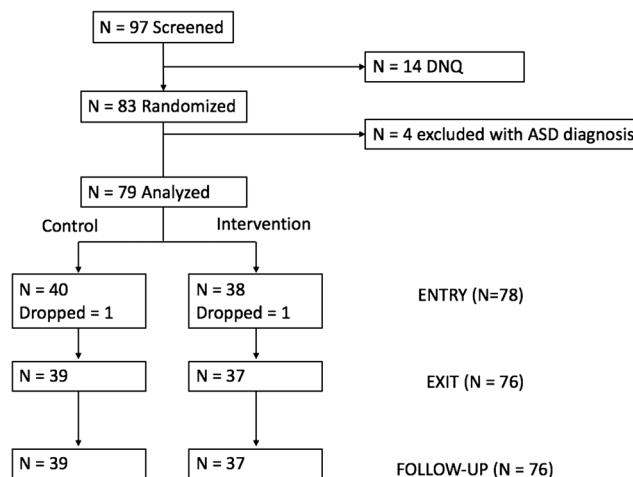 N = 97 Screened
N = 14 DNQ
N = 83 Randomized
N = 4 excluded with ASD diagnosis
N = 79 Analyzed
Control
Intervention
N = 40
Dropped = 1
N = 38
Dropped = 1
ENTRY (N=78)
N = 39
N = 37
EXIT (N = 76)
N = 39
N = 37
FOLLOW-UP (N = 76)